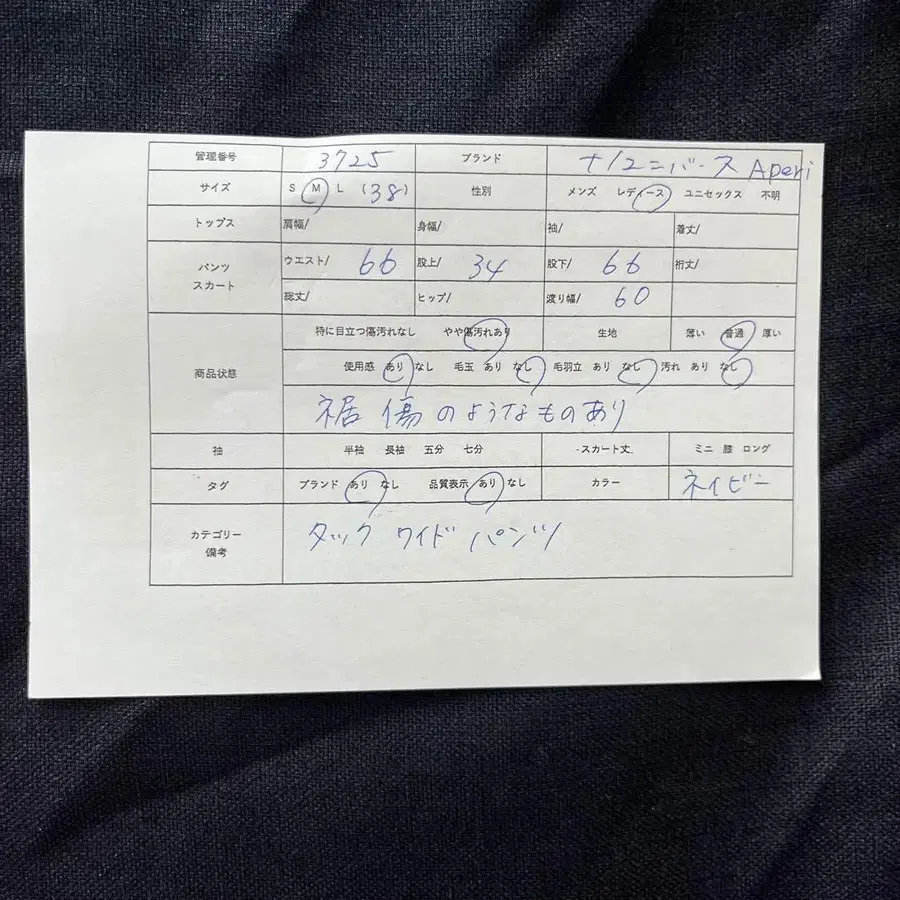 管理番号 3725 ブランド ナノユニバース Aperi
サイズ S M L (38) 性別 メンズ レディース ユニセックス 不明
トップス 肩幅/ 身幅/ 袖/ 着丈/
パンツ スカート ウエスト/ 66 股上/ 34 股下/ 66 裄丈/
総丈/ ヒップ/ 渡り幅/ 60
商品状態 特に目立つ傷汚れなし やや傷汚れあり 生地 薄い 普通 厚い
使用感 あり なし 毛玉 あり なし 毛羽立 あり なし 汚れ あり なし
裾 傷のようなものあり
袖 半袖 長袖 五分 七分 スカート丈 ミニ 膝 ロング
タグ ブランド あり なし 品質表示 あり なし カラー ネイビー
カテゴリー 備考 タック ワイド パンツ